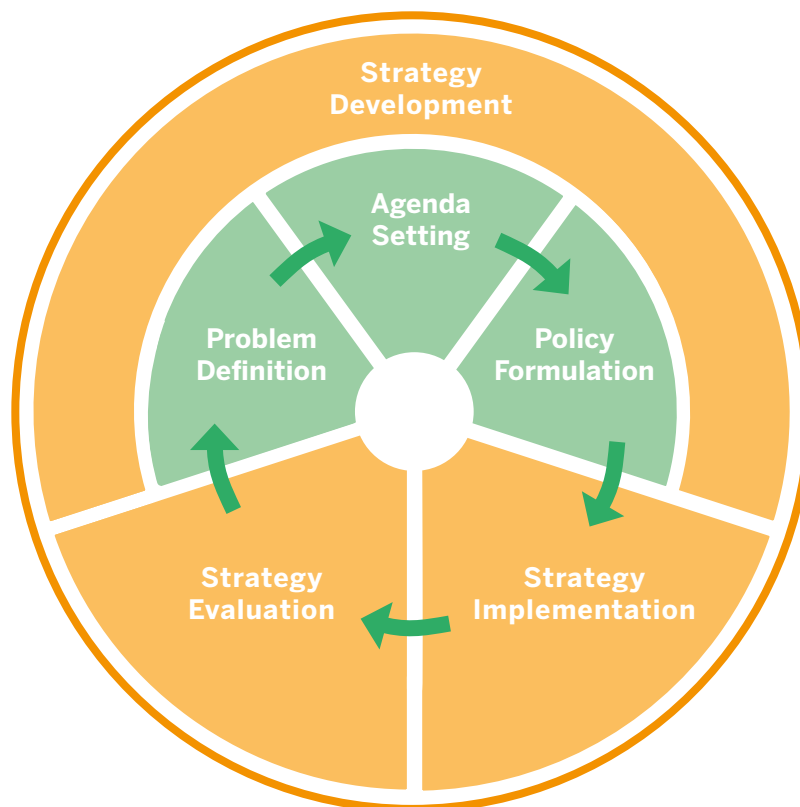 Strategy
Development
Agenda
Setting
Problem
Definition
Policy
Formulation
Strategy
Evaluation
Strategy
Implementation